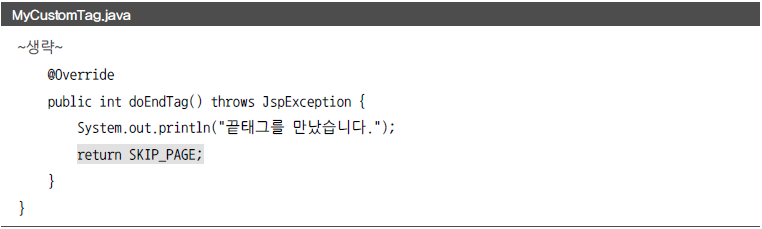 MyCustomTag.java
~생략~
@Override
public int doEndTag() throws JspException {
System.out.println("끝태그를 만났습니다.");
return SKIP_PAGE;
}
}